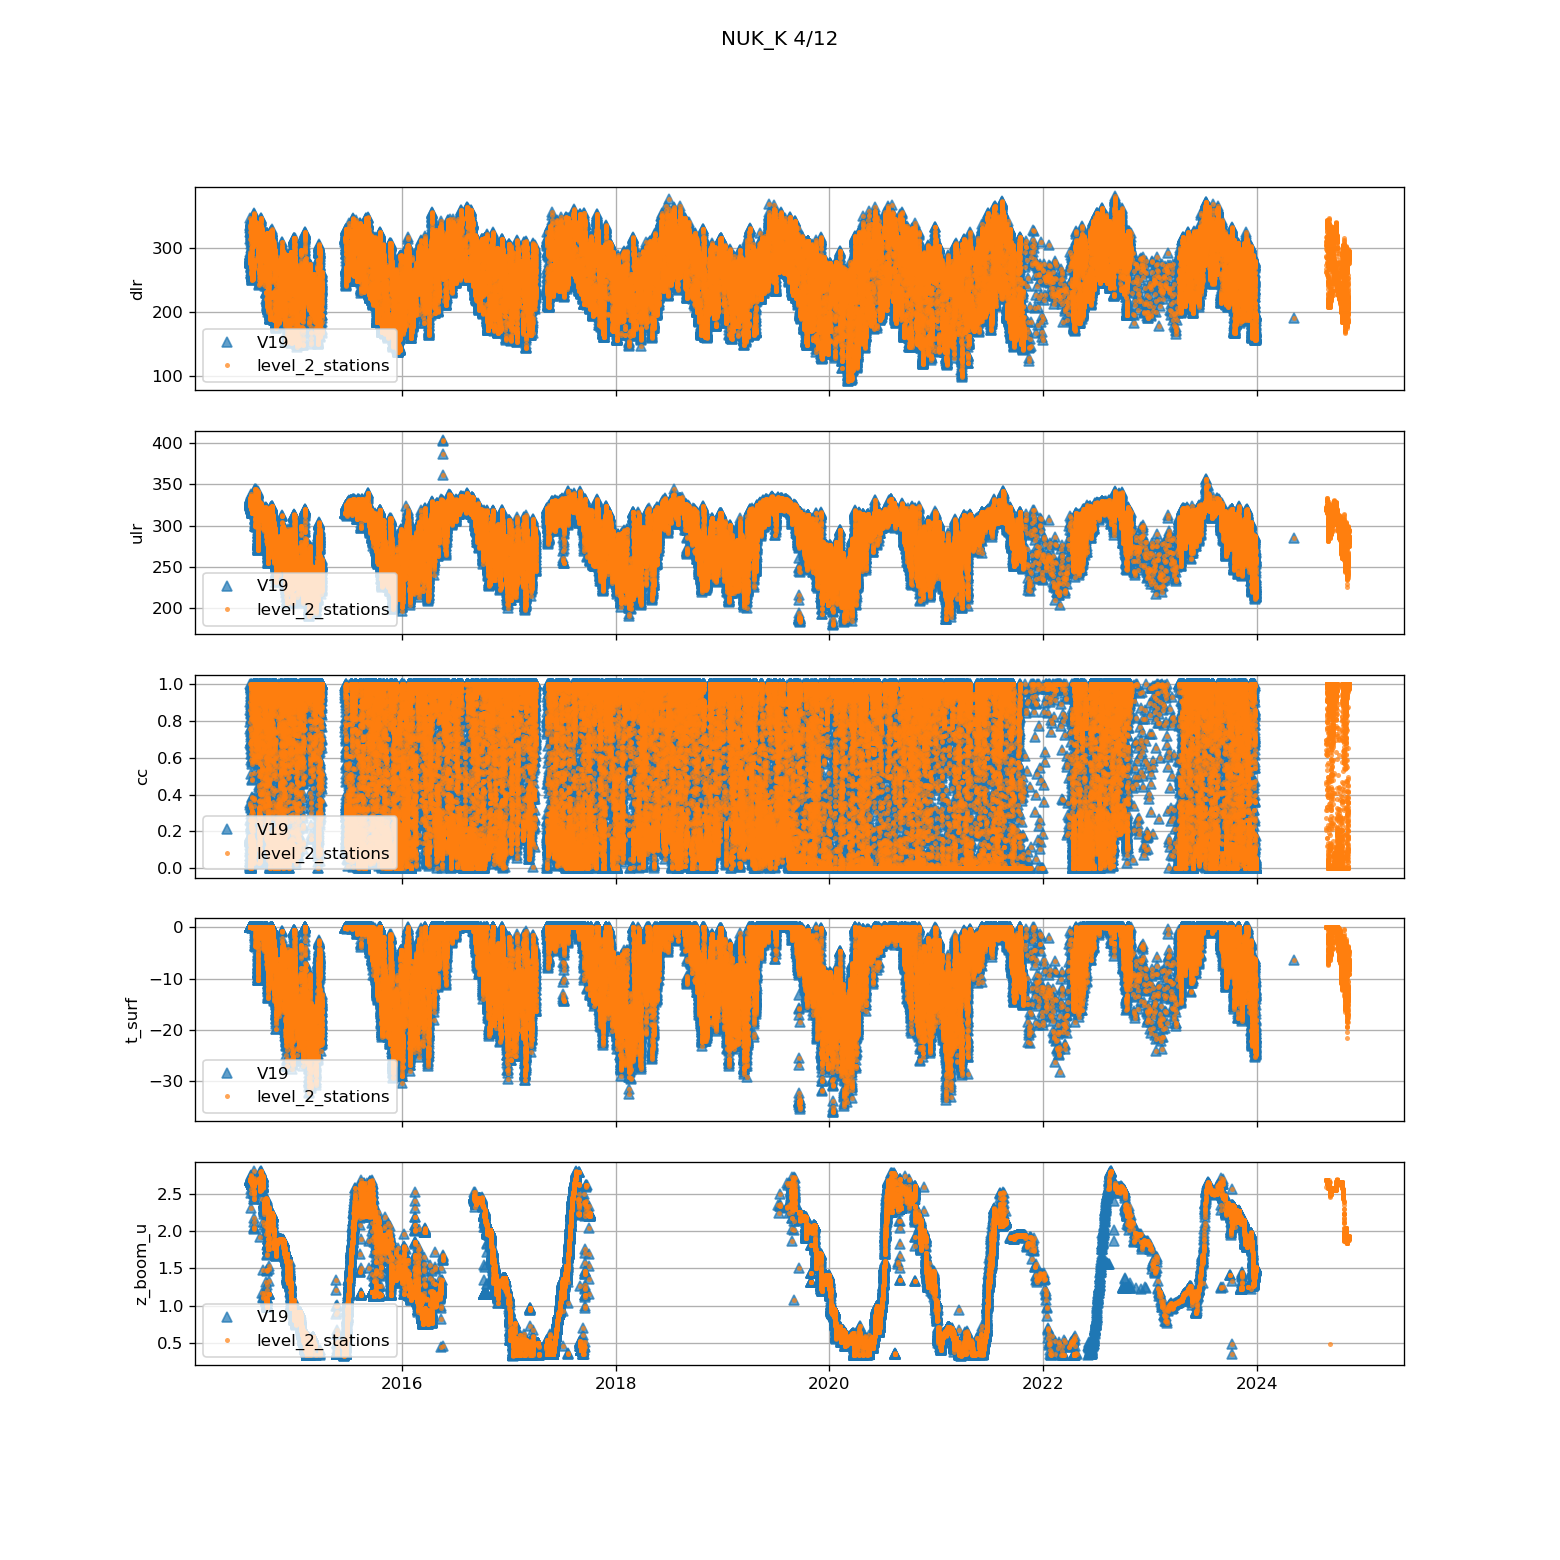 NUK_K 4/12
dlr
300
200
100
V19
level_2_stations
ulr
400
350
300
250
200
V19
level_2_stations
cc
1.0
0.8
0.6
0.4
0.2
0.0
V19
level_2_stations
t_surf
0
−10
−20
−30
V19
level_2_stations
z_boom_u
2.5
2.0
1.5
1.0
0.5
V19
level_2_stations
2016 2018 2020 2022 2024